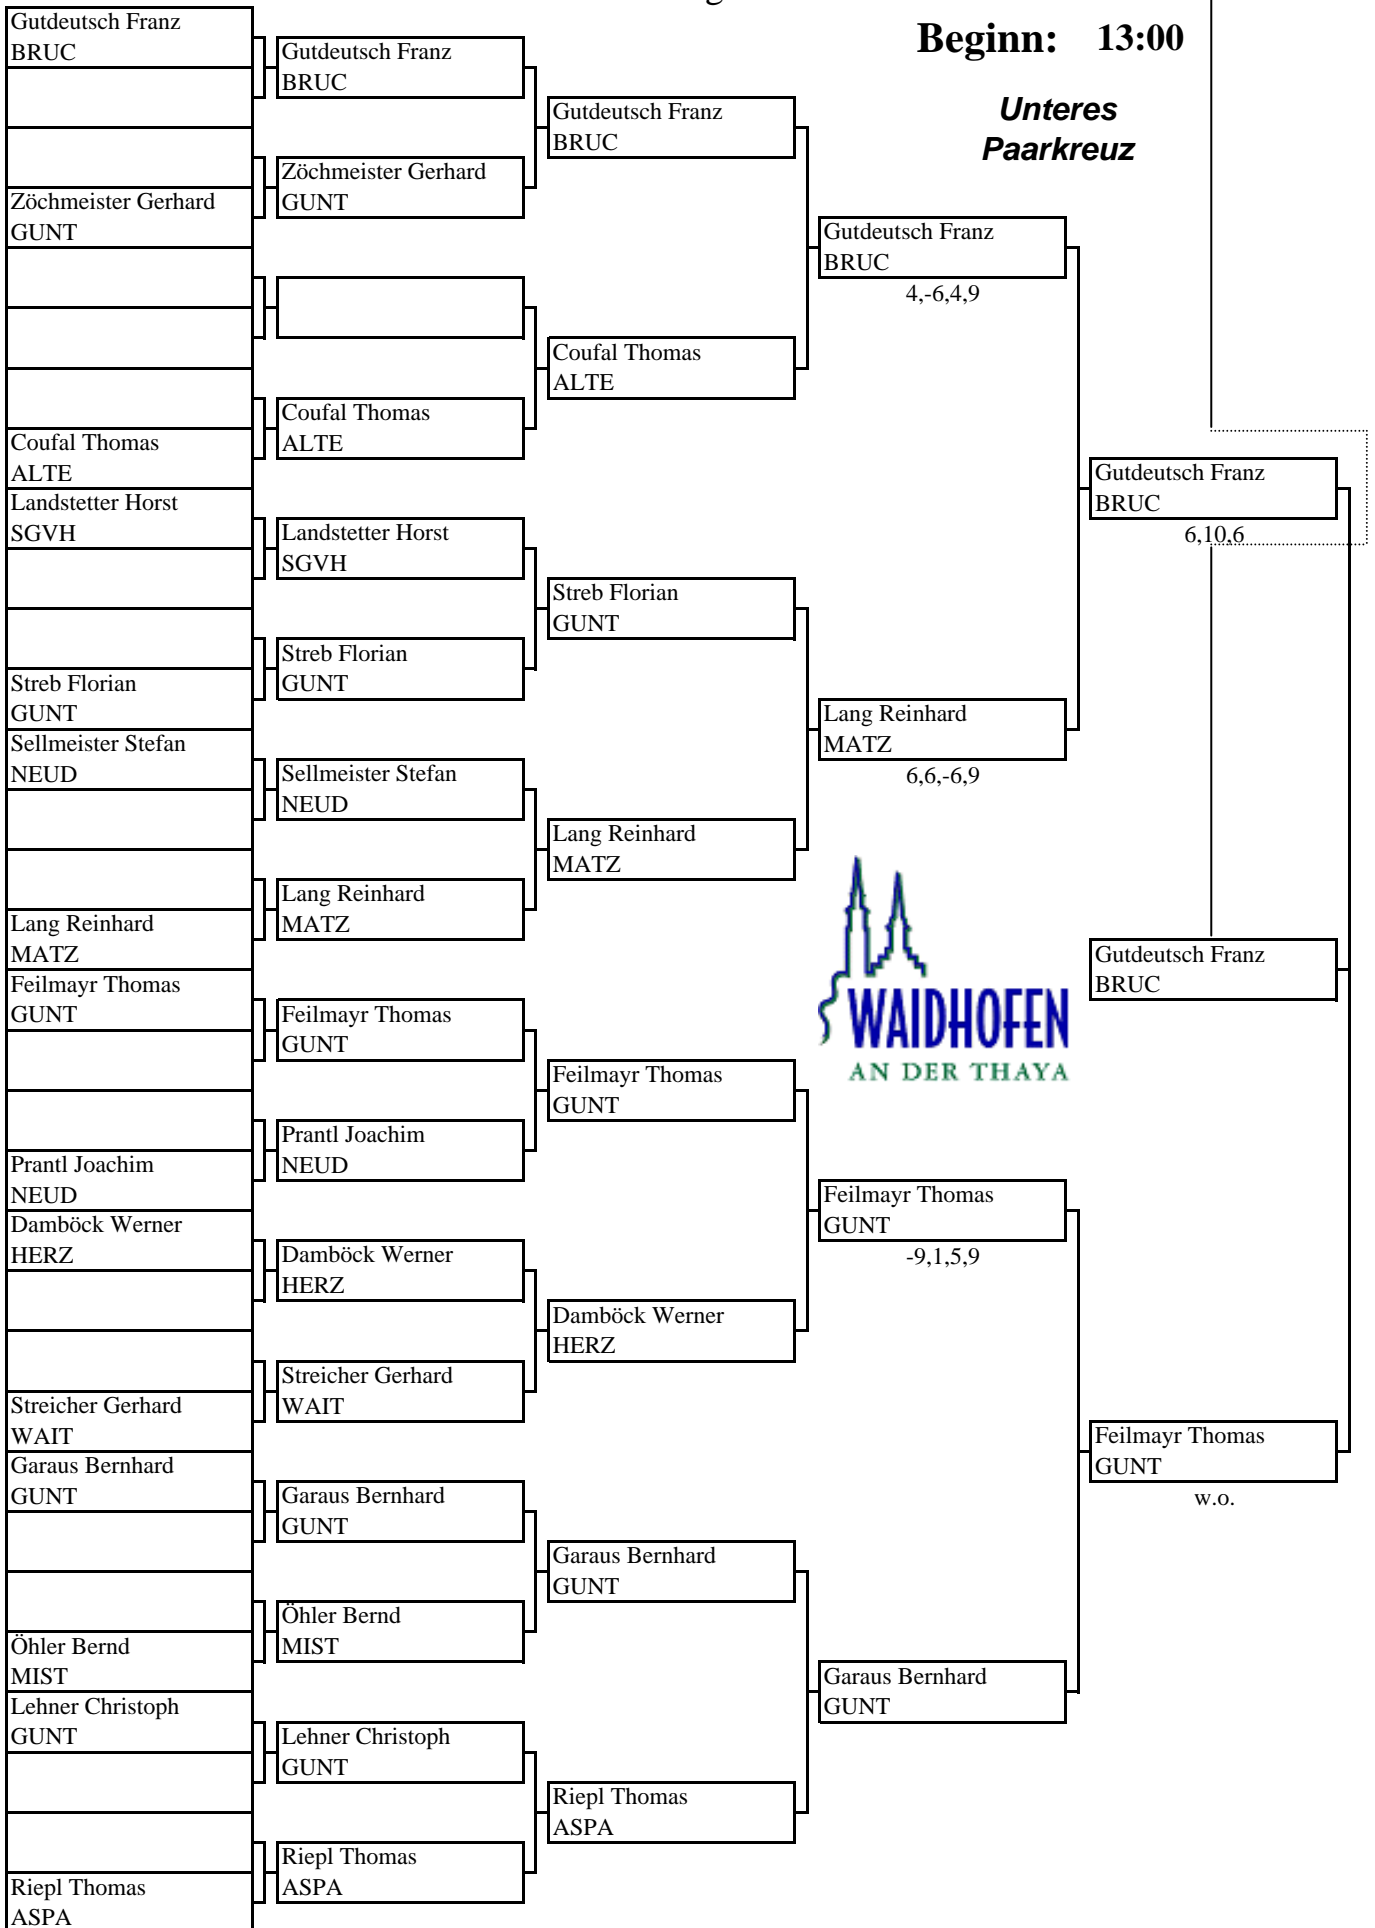 Beginn: 13:00
Unteres
Paarkreuz
Gutdeutsch Franz
BRUC
Zöchmeister Gerhard
GUNT
Coufal Thomas
ALTE
Landstetter Horst
SGVH
Streb Florian
GUNT
Sellmeister Stefan
NEUD
Lang Reinhard
MATZ
Feilmayr Thomas
GUNT
Prantl Joachim
NEUD
Damböck Werner
HERZ
Streicher Gerhard
WAIT
Garaus Bernhard
GUNT
Öhler Bernd
MIST
Lehner Christoph
GUNT
Riepl Thomas
ASPA
Gutdeutsch Franz
BRUC
Zöchmeister Gerhard
GUNT
Coufal Thomas
ALTE
Landstetter Horst
SGVH
Streb Florian
GUNT
Sellmeister Stefan
NEUD
Lang Reinhard
MATZ
Feilmayr Thomas
GUNT
Prantl Joachim
NEUD
Damböck Werner
HERZ
Streicher Gerhard
WAIT
Garaus Bernhard
GUNT
Öhler Bernd
MIST
Lehner Christoph
GUNT
Riepl Thomas
ASPA
Gutdeutsch Franz
BRUC
Coufal Thomas
ALTE
Streb Florian
GUNT
Lang Reinhard
MATZ
Feilmayr Thomas
GUNT
Damböck Werner
HERZ
Garaus Bernhard
GUNT
Riepl Thomas
ASPA
Gutdeutsch Franz
BRUC
4,-6,4,9
Lang Reinhard
MATZ
6,6,-6,9
WAIDHOFEN
AN DER THAYA
Feilmayr Thomas
GUNT
-9,1,5,9
Garaus Bernhard
GUNT
Gutdeutsch Franz
BRUC
6,10,6
Gutdeutsch Franz
BRUC
Feilmayr Thomas
GUNT
w.o.